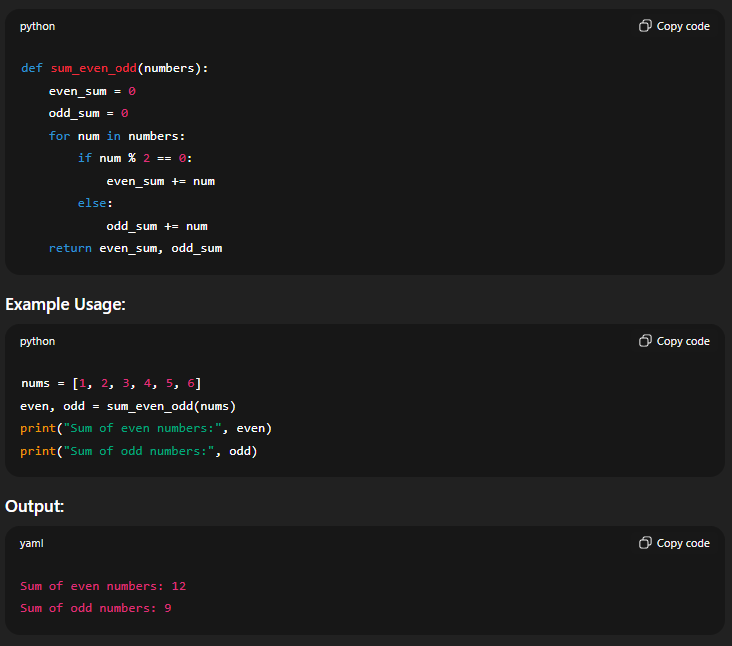 python
Copy code
def sum_even_odd(numbers):
    even_sum = 0
    odd_sum = 0
    for num in numbers:
        if num % 2 == 0:
            even_sum += num
        else:
            odd_sum += num
    return even_sum, odd_sum
Example Usage:
python
Copy code
nums = [1, 2, 3, 4, 5, 6]
even, odd = sum_even_odd(nums)
print("Sum of even numbers:", even)
print("Sum of odd numbers:", odd)
Output:
yaml
Copy code
Sum of even numbers: 12
Sum of odd numbers: 9